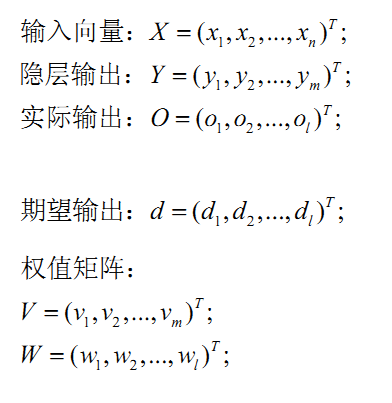 输入向量：X = (x₁,x₂,...,xₙ)ᵀ;
隐层输出：Y = (y₁,y₂,...,yₘ)ᵀ;
实际输出：O = (o₁,o₂,...,oₗ)ᵀ;
期望输出：d = (d₁,d₂,...,dₗ)ᵀ;
权值矩阵：
V = (v₁,v₂,...,vₘ)ᵀ;
W = (w₁,w₂,...,wₗ)ᵀ;